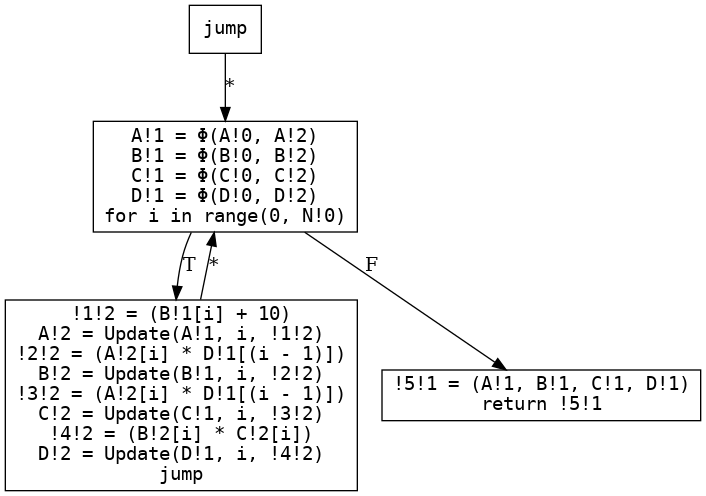 jump
*
A!1 = Φ(A!0, A!2)
B!1 = Φ(B!0, B!2)
C!1 = Φ(C!0, C!2)
D!1 = Φ(D!0, D!2)
for i in range(0, N!0)
T
*
F
!1!2 = (B!1[i] + 10)
A!2 = Update(A!1, i, !1!2)
!2!2 = (A!2[i] * D!1[(i - 1)])
B!2 = Update(B!1, i, !2!2)
!3!2 = (A!2[i] * D!1[(i - 1)])
C!2 = Update(C!1, i, !3!2)
!4!2 = (B!2[i] * C!2[i])
D!2 = Update(D!1, i, !4!2)
jump
!5!1 = (A!1, B!1, C!1, D!1)
return !5!1